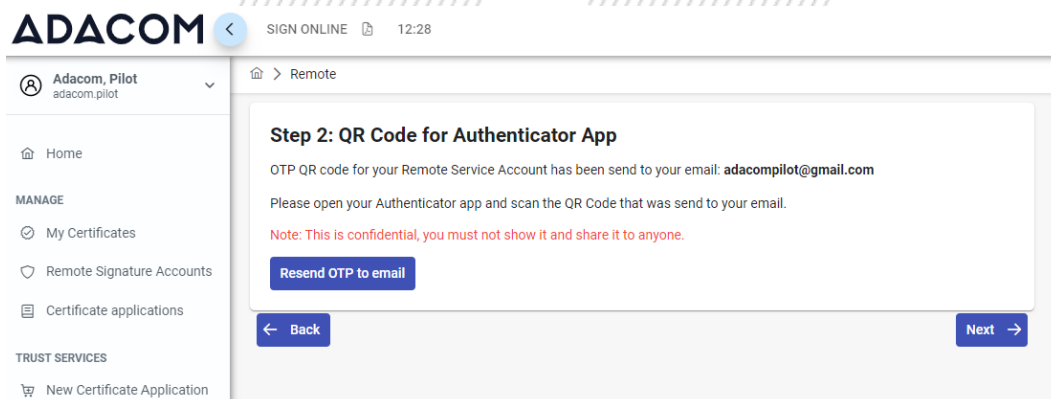 ADACOM
SIGN ONLINE 12:28
Adacom, Pilot
adacom.pilot
Remote
Home
MANAGE
My Certificates
Remote Signature Accounts
Certificate applications
TRUST SERVICES
New Certificate Application
Step 2: QR Code for Authenticator App
OTP QR code for your Remote Service Account has been send to your email: adacompilot@gmail.com
Please open your Authenticator app and scan the QR Code that was send to your email.
Note: This is confidential, you must not show it and share it to anyone.
Resend OTP to email
Back
Next